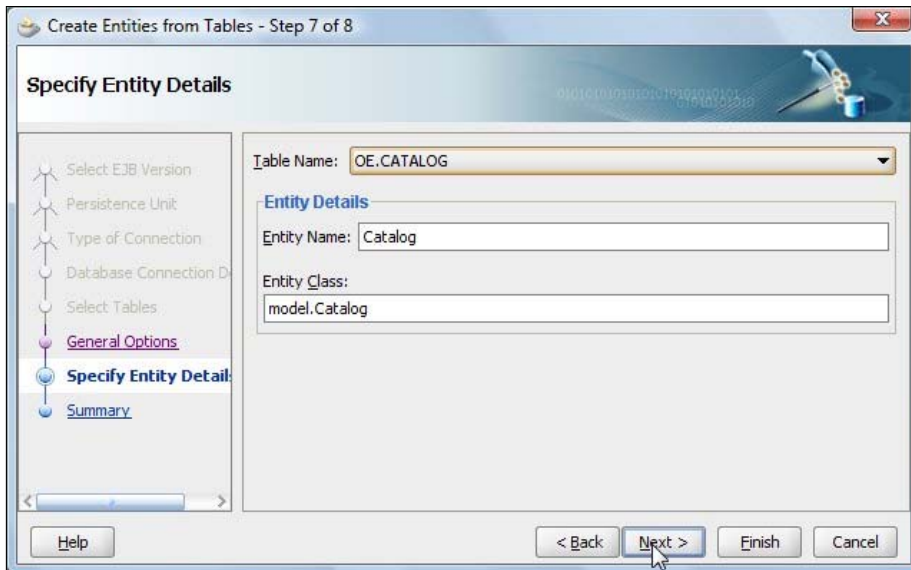 Create Entities from Tables - Step 7 of 8
Specify Entity Details
Select EJB Version
Persistence Unit
Type of Connection
Database Connection D
Select Tables
General Options
Specify Entity Detail
Summary
Table Name: OE.CATALOG
Entity Details
Entity Name: Catalog
Entity Class:
model.Catalog
Help
< Back
Next >
Finish
Cancel